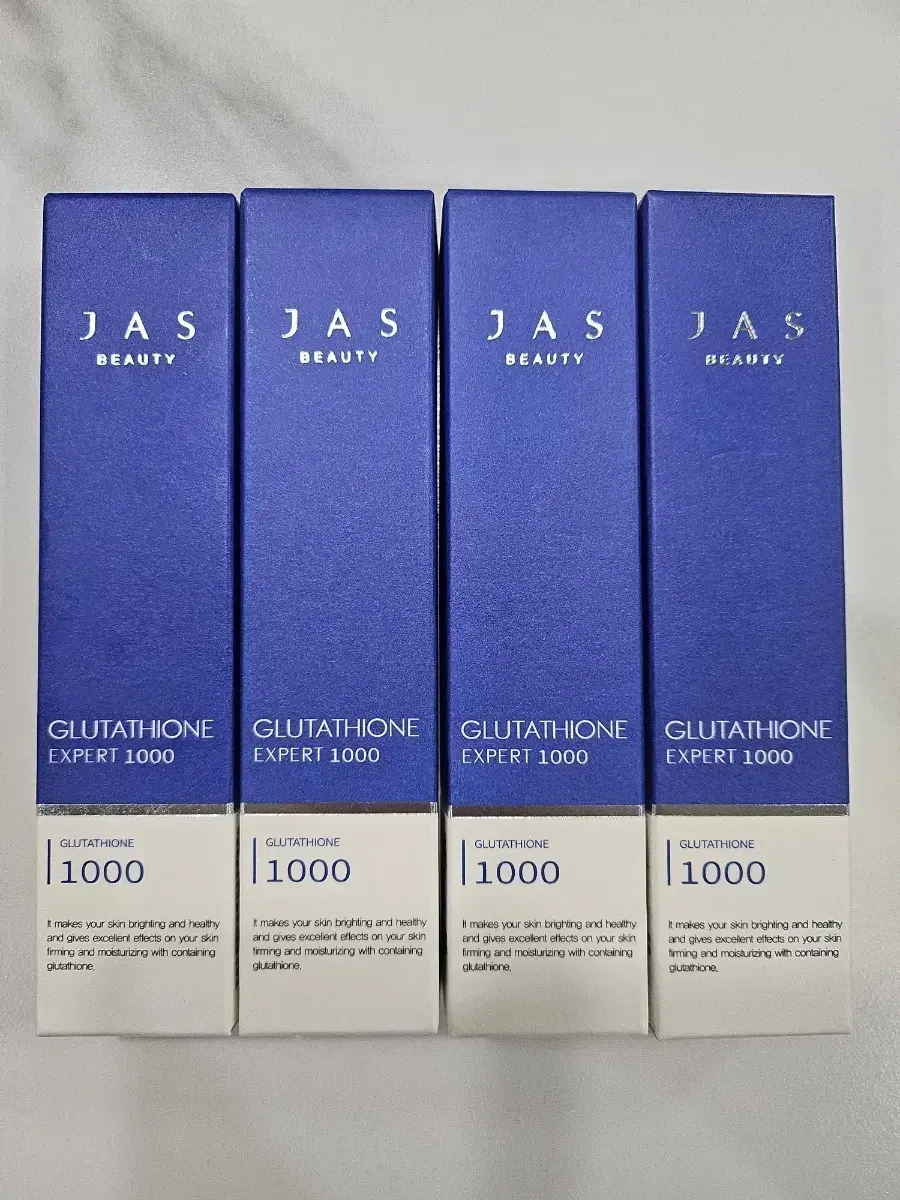 J A S
BEAUTY
GLUTATHIONE
EXPERT 1000
GLUTATHIONE
1000
It makes your skin brighting and healthy
and gives excellent effects on your skin
firming and moisturizing with containing
glutathione.
J A S
BEAUTY
GLUTATHIONE
EXPERT 1000
GLUTATHIONE
1000
It makes your skin brighting and healthy
and gives excellent effects on your skin
firming and moisturizing with containing
glutathione.
J A S
BEAUTY
GLUTATHIONE
EXPERT 1000
GLUTATHIONE
1000
It makes your skin brighting and healthy
and gives excellent effects on your skin
firming and moisturizing with containing
glutathione.
J A S
BEAUTY
GLUTATHIONE
EXPERT 1000
GLUTATHIONE
1000
It makes your skin brighting and healthy
and gives excellent effects on your skin
firming and moisturizing with containing
glutathione.